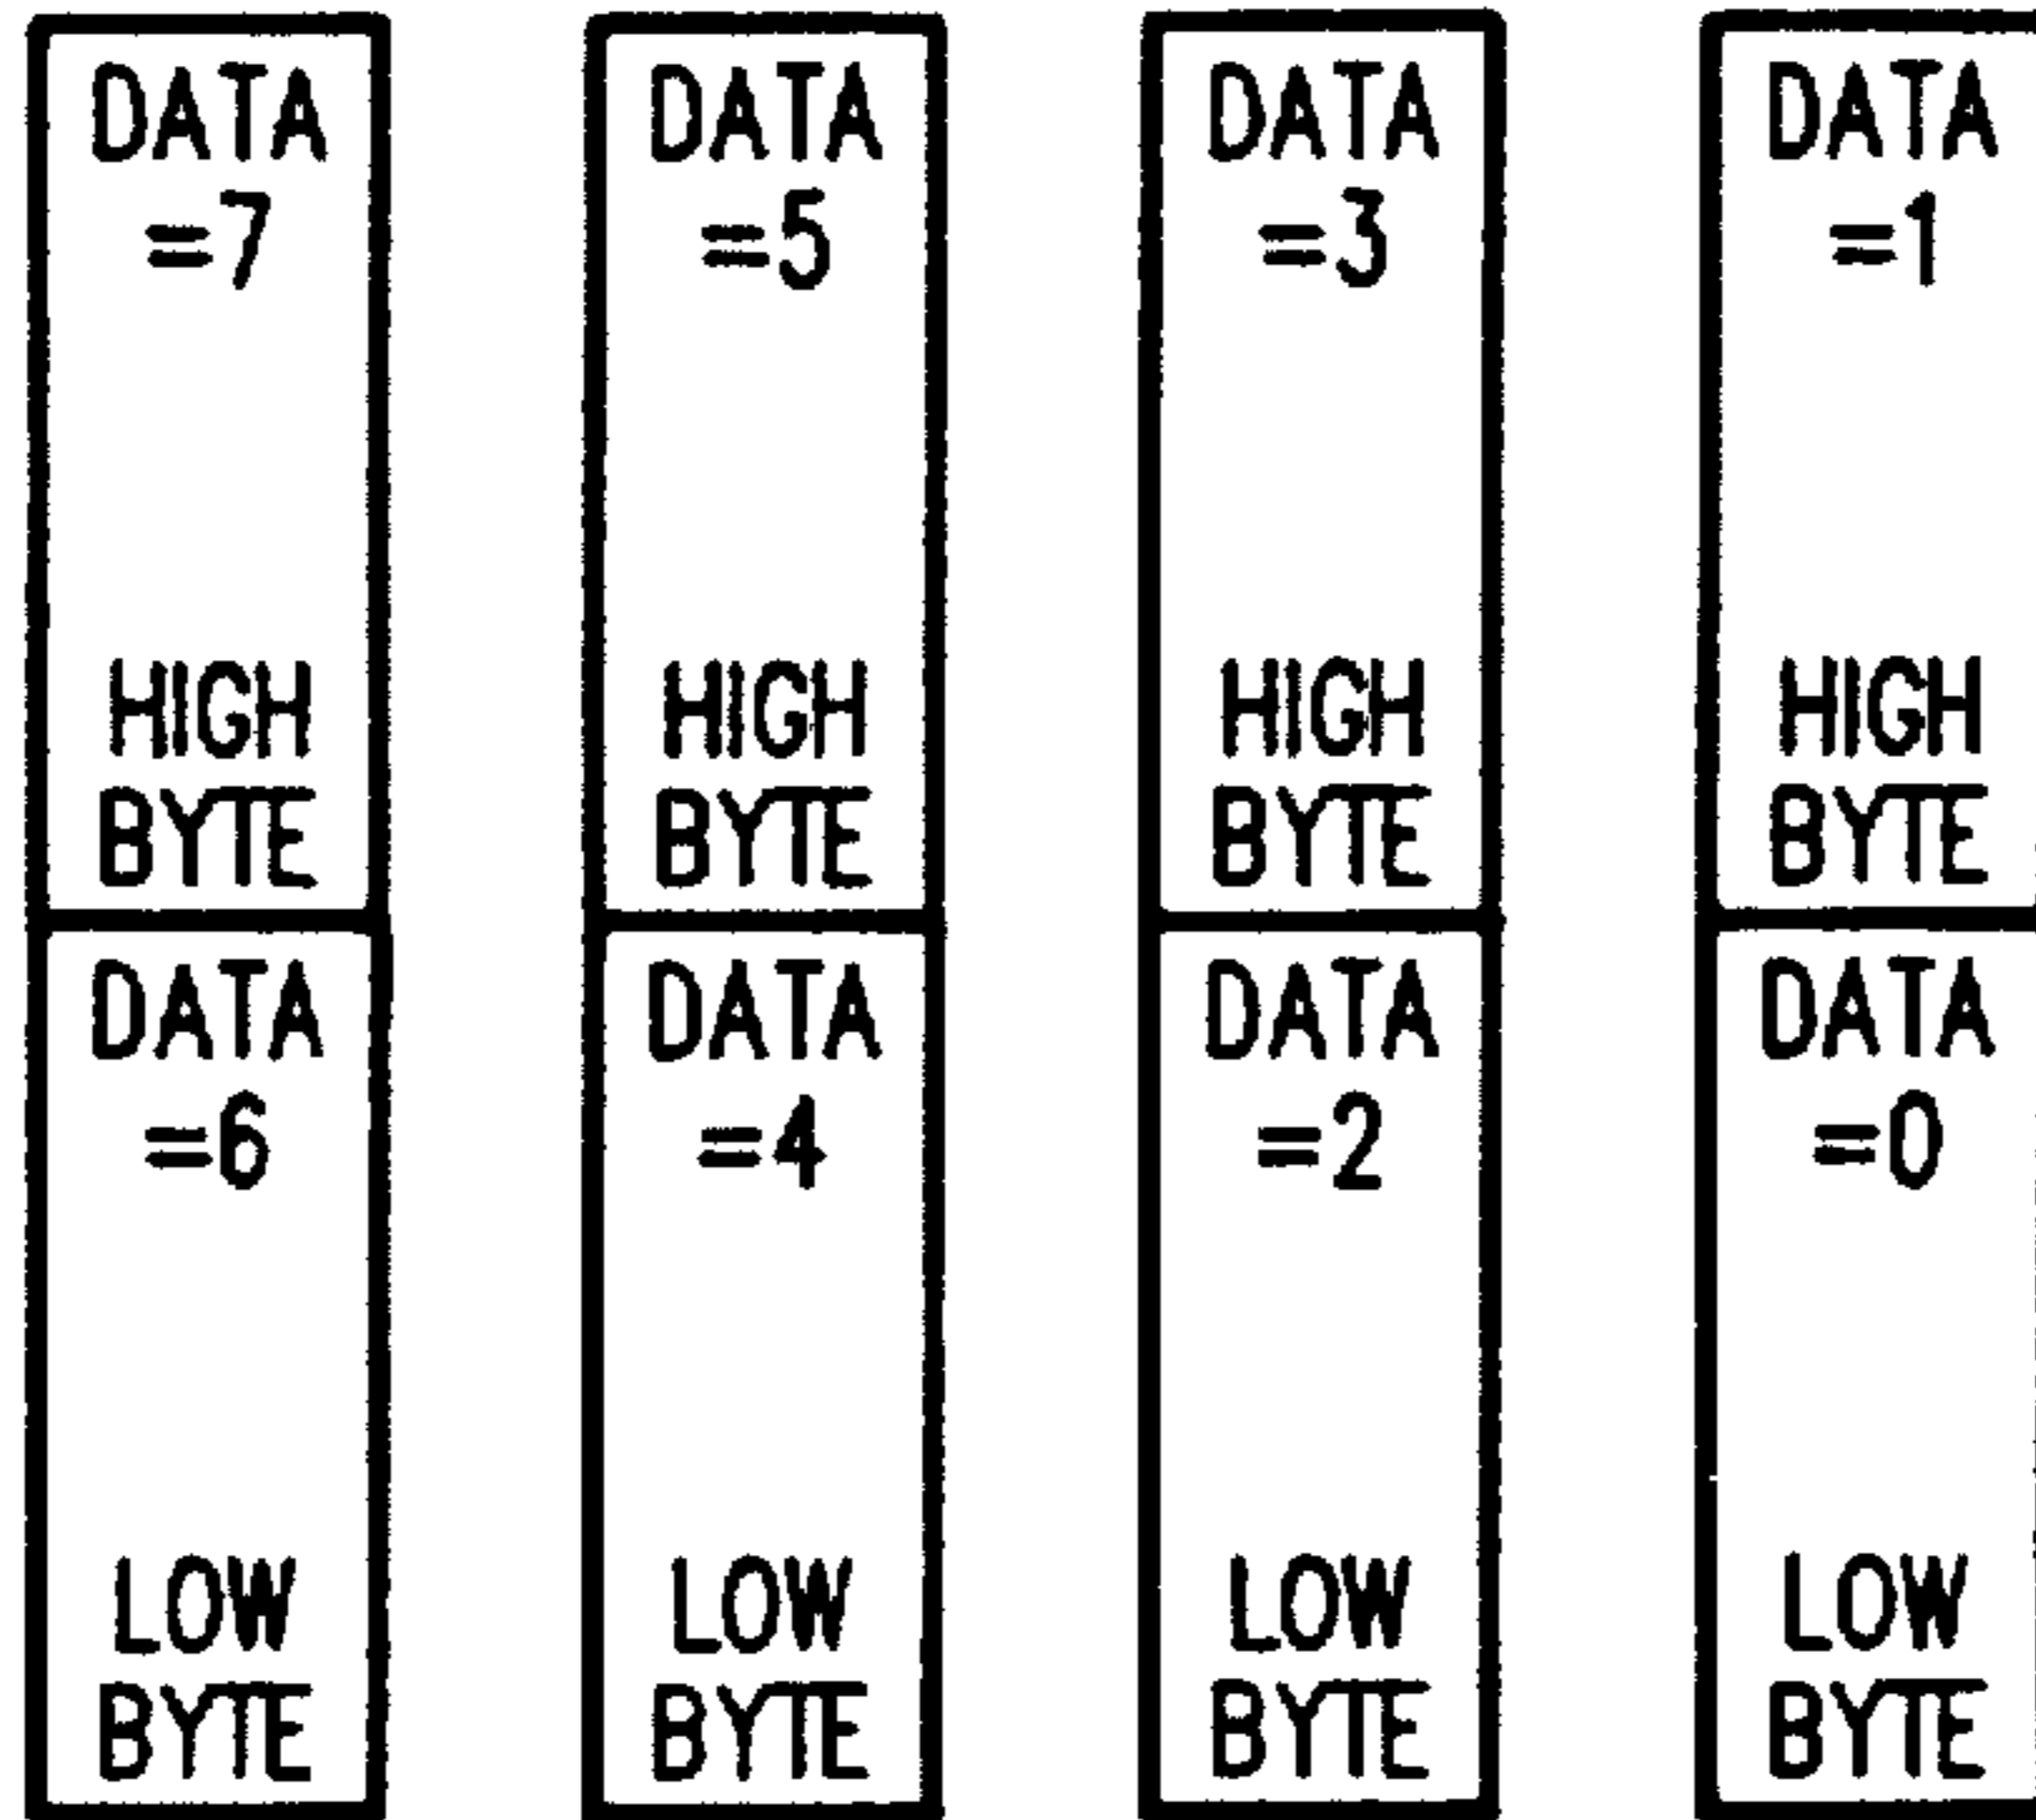 DATA
=7
HIGH
BYTE
DATA
=6
LOW
BYTE
DATA
=5
HIGH
BYTE
DATA
=4
LOW
BYTE
DATA
=3
HIGH
BYTE
DATA
=2
LOW
BYTE
DATA
=1
HIGH
BYTE
DATA
=0
LOW
BYTE